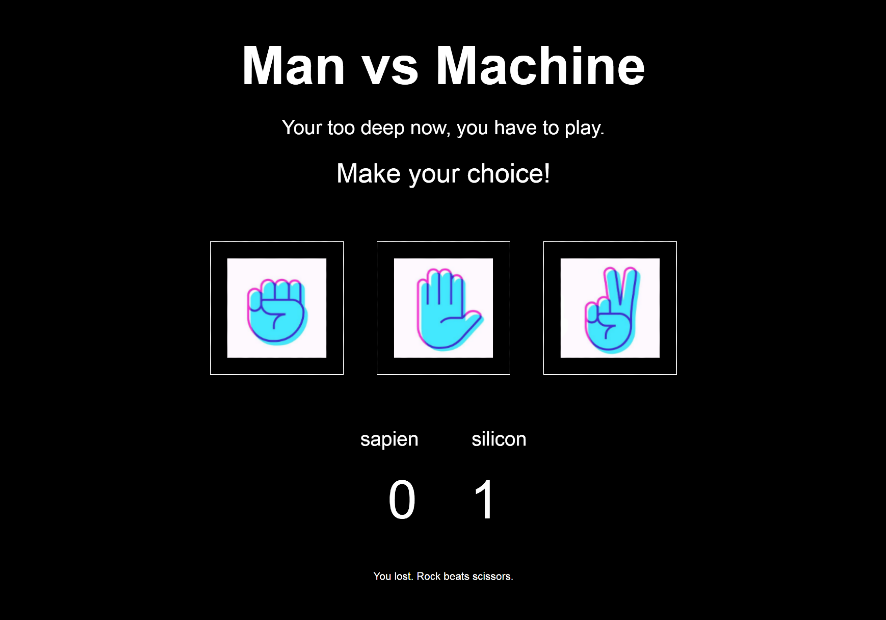 Man vs Machine
Your too deep now, you have to play.
Make your choice!
sapien silicon
0 1
You lost. Rock beats scissors.